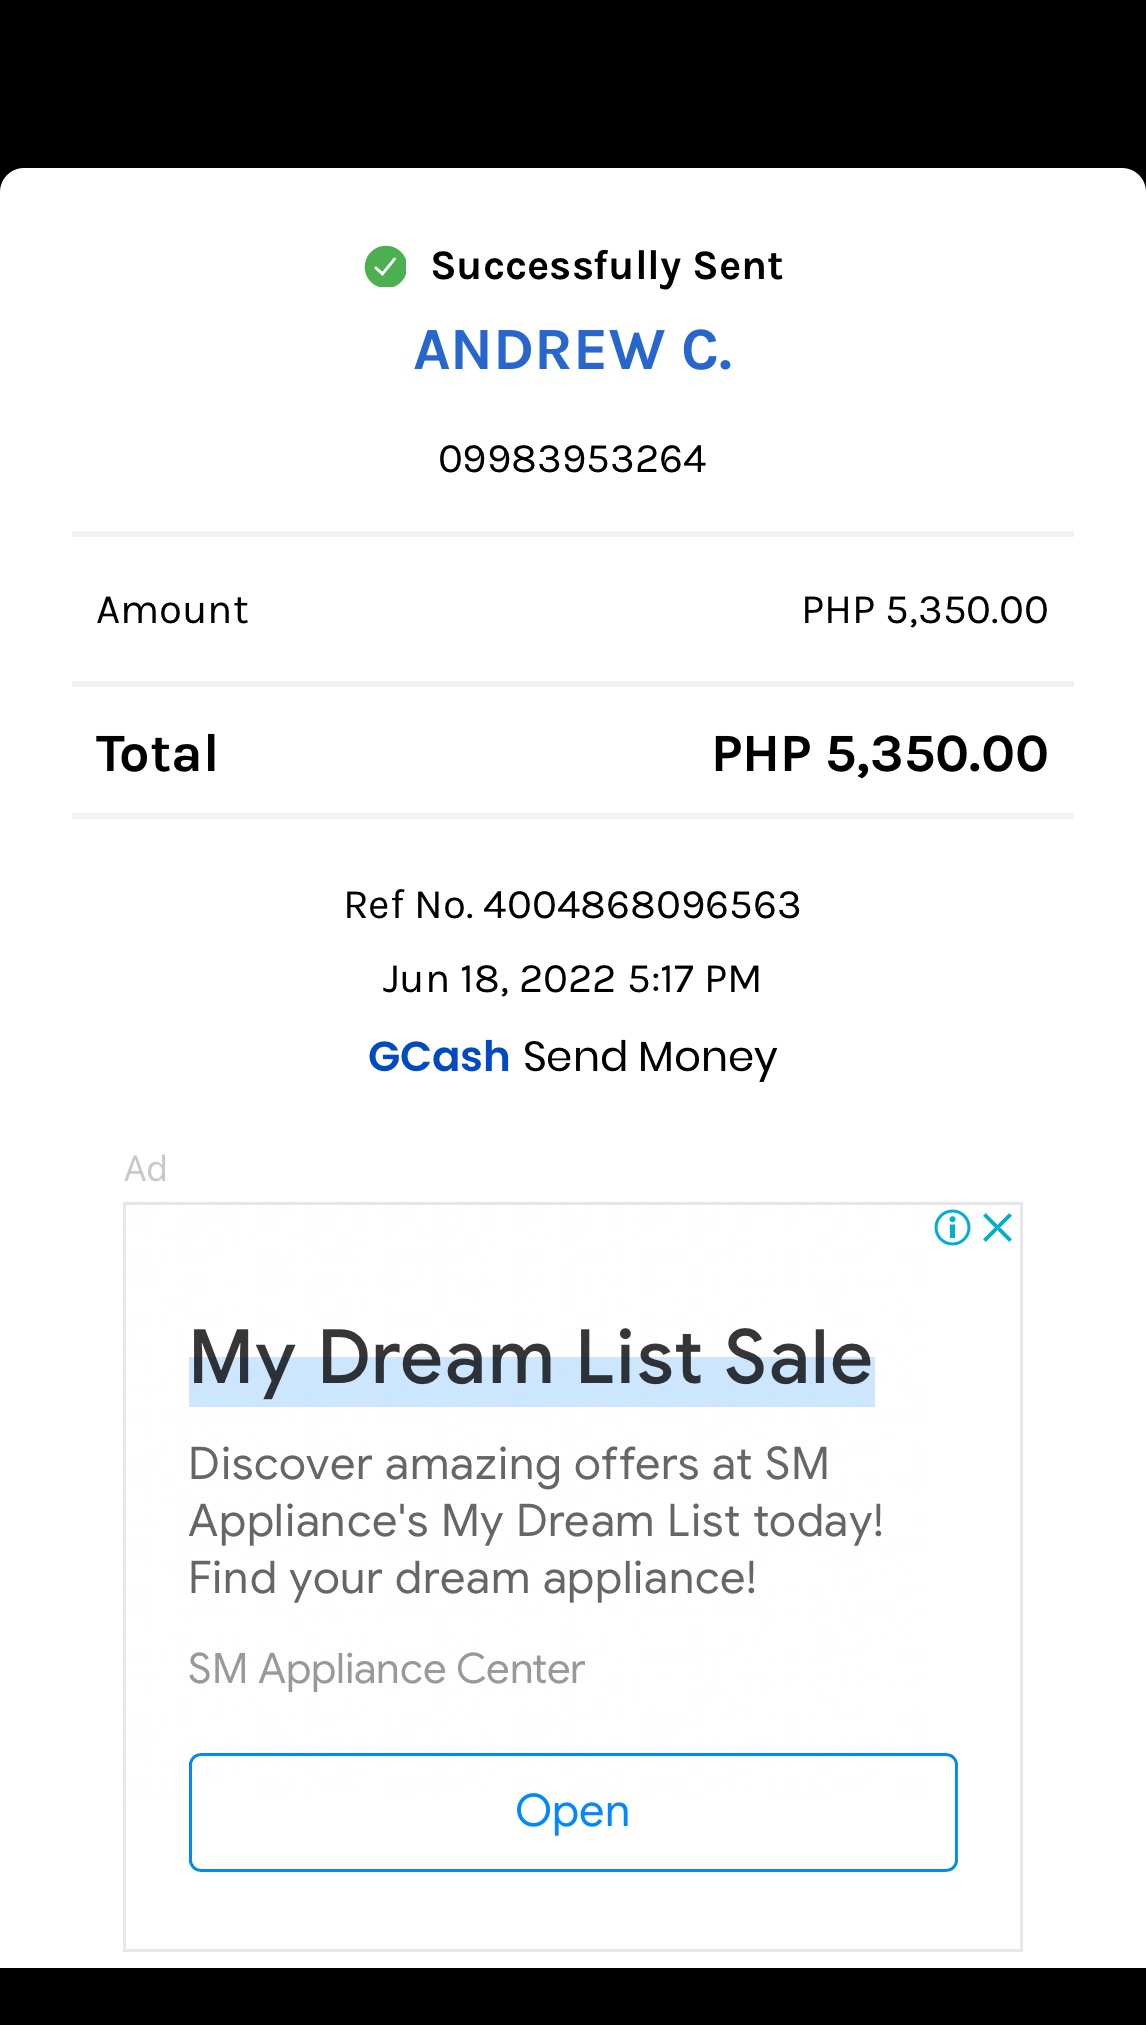 Successfully Sent
ANDREW C.
09983953264
Amount PHP 5,350.00
Total PHP 5,350.00
Ref No. 4004868096563
Jun 18, 2022 5:17 PM
GCash Send Money
Ad
My Dream List Sale
Discover amazing offers at SM
Appliance's My Dream List today!
Find your dream appliance!
SM Appliance Center
Open